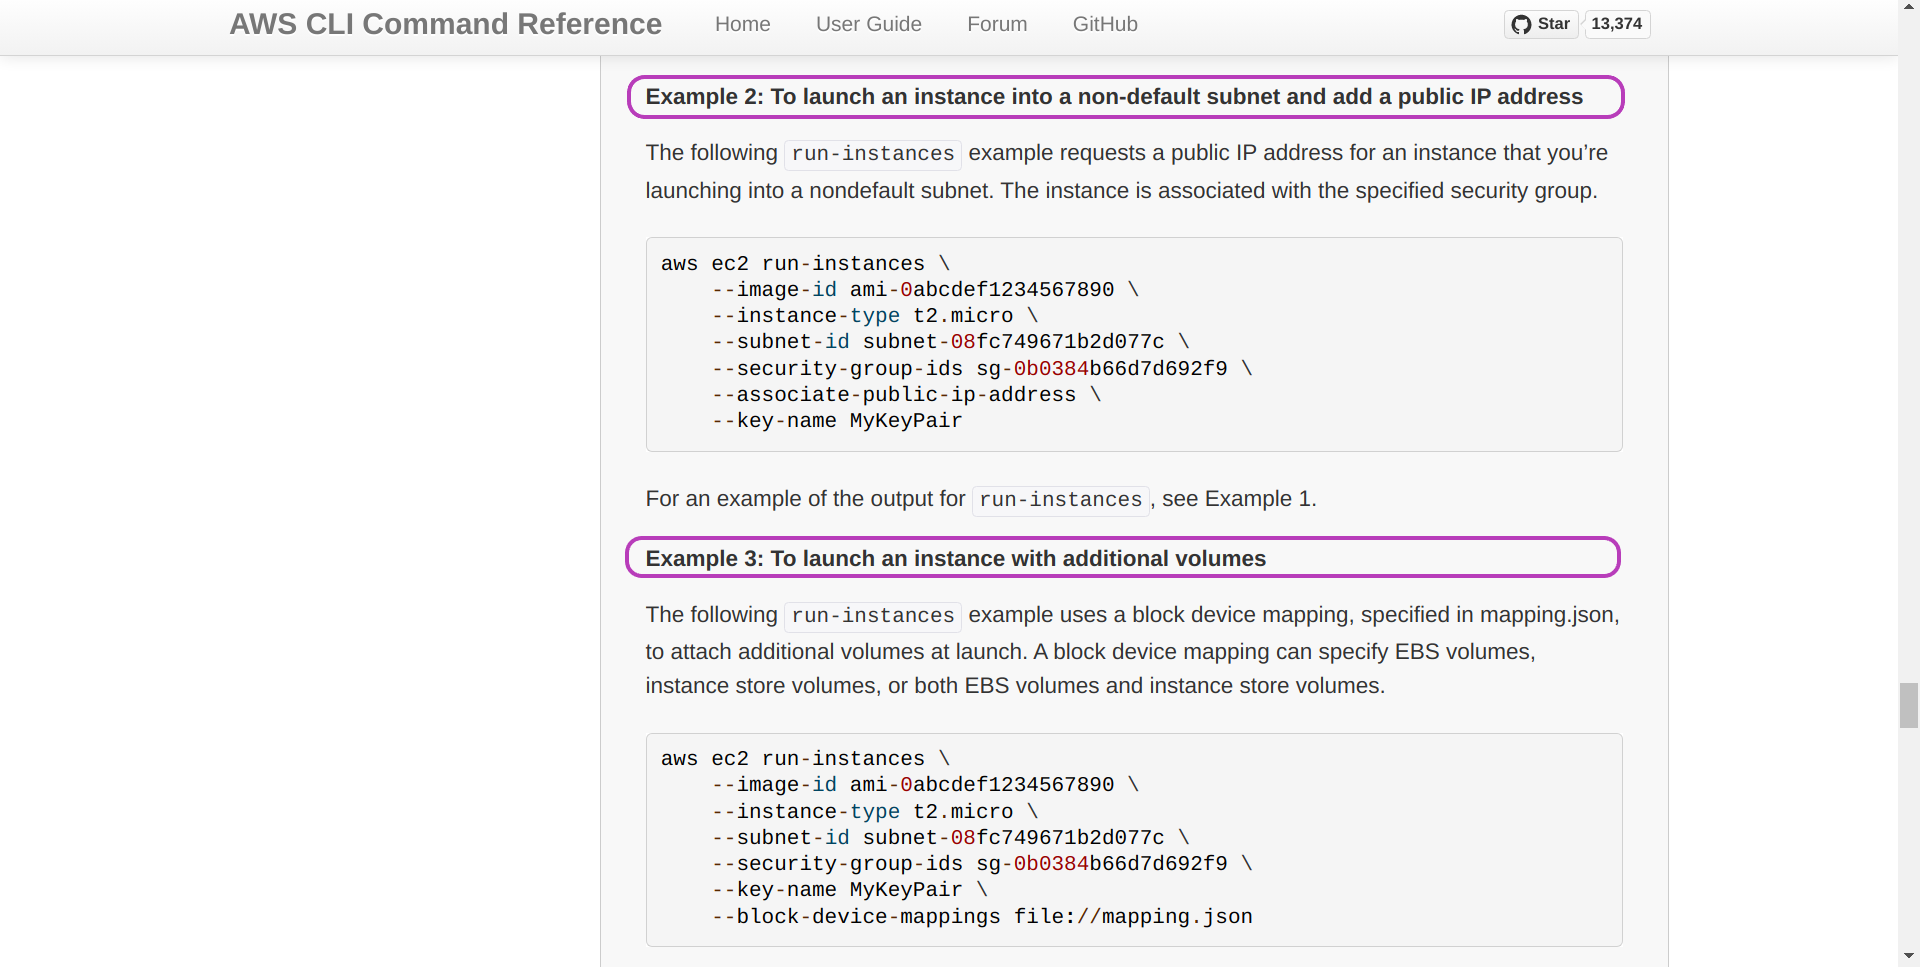 AWS CLI Command Reference Home User Guide Forum GitHub Star 13,374
Example 2: To launch an instance into a non-default subnet and add a public IP address
The following run-instances example requests a public IP address for an instance that you’re
launching into a nondefault subnet. The instance is associated with the specified security group.
aws ec2 run-instances \
    --image-id ami-0abcdef1234567890 \
    --instance-type t2.micro \
    --subnet-id subnet-08fc749671b2d077c \
    --security-group-ids sg-0b0384b66d7d692f9 \
    --associate-public-ip-address \
    --key-name MyKeyPair
For an example of the output for run-instances, see Example 1.
Example 3: To launch an instance with additional volumes
The following run-instances example uses a block device mapping, specified in mapping.json,
to attach additional volumes at launch. A block device mapping can specify EBS volumes,
instance store volumes, or both EBS volumes and instance store volumes.
aws ec2 run-instances \
    --image-id ami-0abcdef1234567890 \
    --instance-type t2.micro \
    --subnet-id subnet-08fc749671b2d077c \
    --security-group-ids sg-0b0384b66d7d692f9 \
    --key-name MyKeyPair \
    --block-device-mappings file://mapping.json